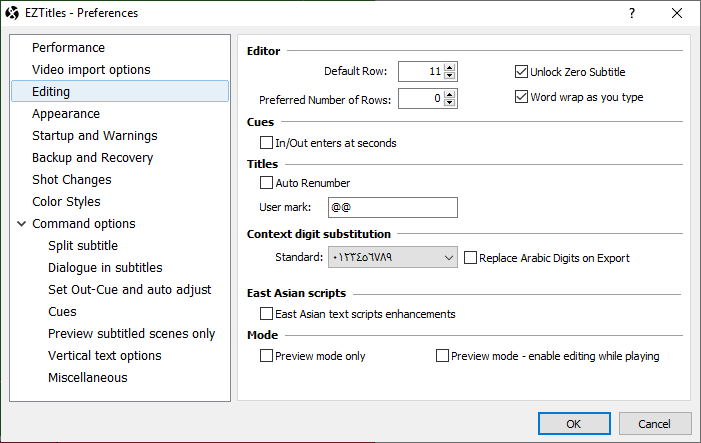 EZTitles - Preferences
Performance
Video import options
Editing
Appearance
Startup and Warnings
Backup and Recovery
Shot Changes
Color Styles
Command options
Split subtitle
Dialogue in subtitles
Set Out-Cue and auto adjust
Cues
Preview subtitled scenes only
Vertical text options
Miscellaneous
Editor
Default Row: 11 Unlock Zero Subtitle
Preferred Number of Rows: 0 Word wrap as you type
Cues
In/Out enters at seconds
Titles
Auto Renumber
User mark: @@
Context digit substitution
Standard: ٠١٢٣٤٥٦٧٨٩ Replace Arabic Digits on Export
East Asian scripts
East Asian text scripts enhancements
Mode
Preview mode only Preview mode - enable editing while playing
OK Cancel